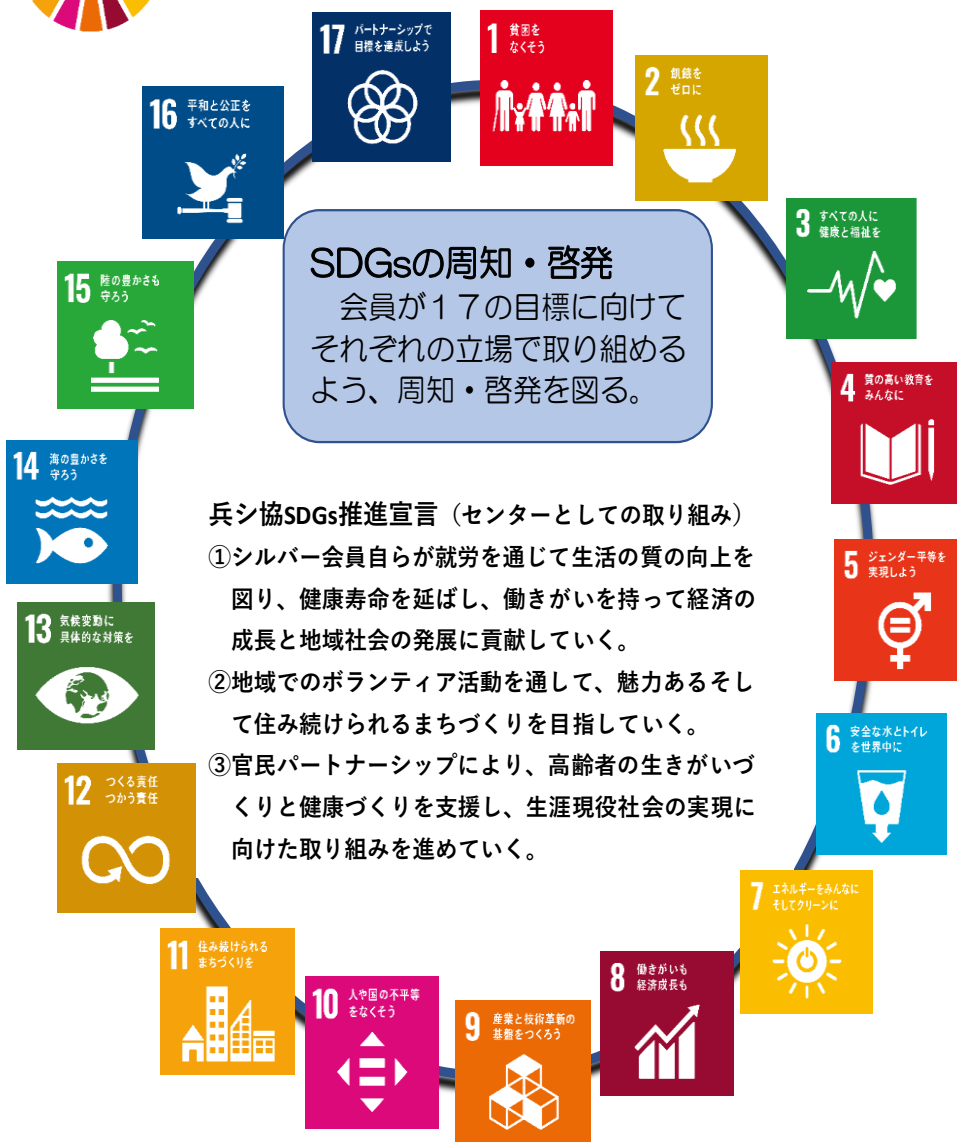 17 パートナーシップで
目標を達成しよう
1 貧困を
なくそう
2 飢餓を
ゼロに
16 平和と公正を
すべての人に
3 すべての人に
健康と福祉を
SDGsの周知・啓発
会員が１７の目標に向けて
それぞれの立場で取り組める
よう、周知・啓発を図る。
15 陸の豊かさも
守ろう
4 質の高い教育を
みんなに
14 海の豊かさを
守ろう
兵シ協SDGs推進宣言（センターとしての取り組み）
①シルバー会員自らが就労を通じて生活の質の向上を
図り、健康寿命を延ばし、働きがいを持って経済の
成長と地域社会の発展に貢献していく。
②地域でのボランティア活動を通して、魅力あるそし
て住み続けられるまちづくりを目指していく。
③官民パートナーシップにより、高齢者の生きがいづ
くりと健康づくりを支援し、生涯現役社会の実現に
向けた取り組みを進めていく。
5 ジェンダー平等を
実現しよう
13 気候変動に
具体的な対策を
6 安全な水とトイレ
を世界中に
12 つくる責任
つかう責任
7 エネルギーをみんなに
そしてクリーンに
11 住み続けられる
まちづくりを
8 働きがいも
経済成長も
10 人や国の不平等
をなくそう
9 産業と技術革新の
基盤をつくろう